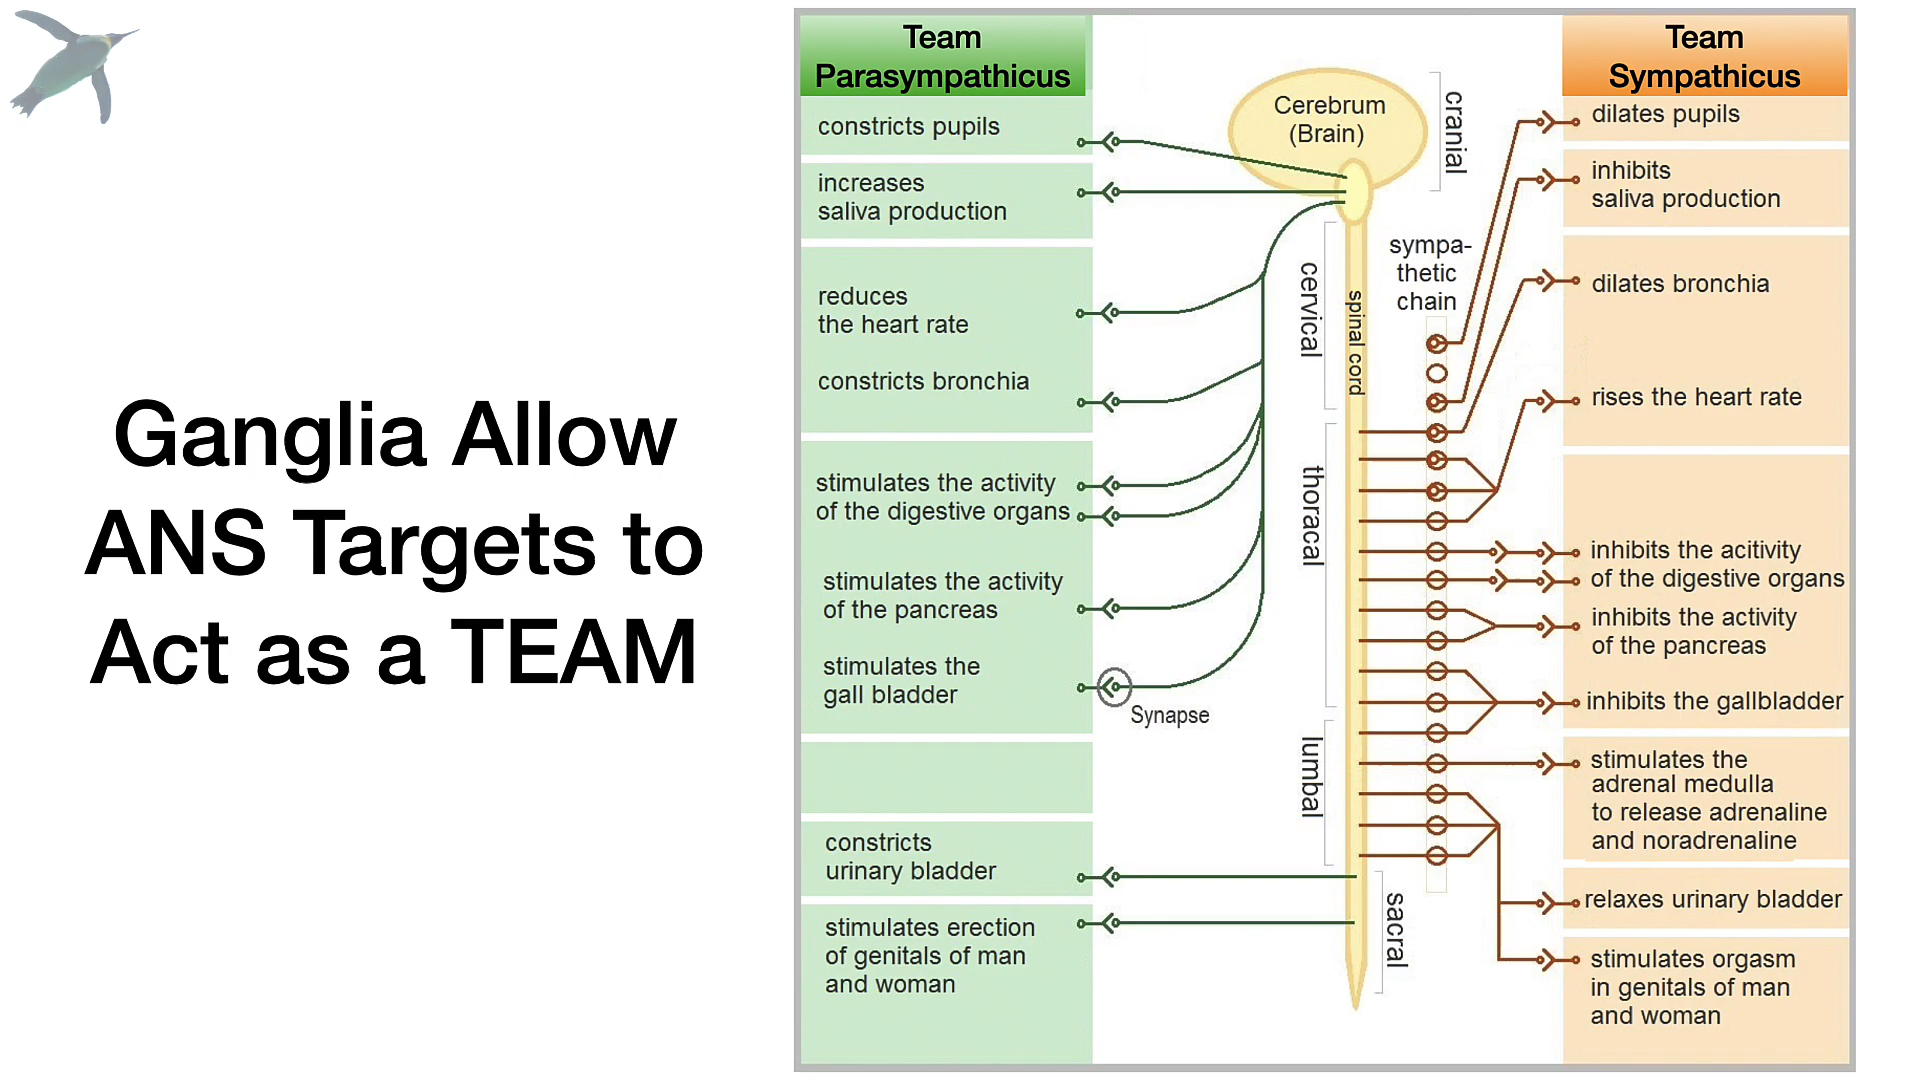 Ganglia Allow
ANS Targets to
Act as a TEAM
Team
Parasympathicus
constricts pupils
increases
saliva production
reduces
the heart rate
constricts bronchia
stimulates the activity
of the digestive organs
stimulates the activity
of the pancreas
stimulates the
gall bladder
constricts
urinary bladder
stimulates erection
of genitals of man
and woman
Cerebrum
(Brain)
cranial
cervical
spinal cord
sympa-
thetic
chain
thoracal
Synapse
lumbal
sacral
Team
Sympathicus
dilates pupils
inhibits
saliva production
dilates bronchia
rises the heart rate
inhibits the acitivity
of the digestive organs
inhibits the activity
of the pancreas
inhibits the gallbladder
stimulates the
adrenal medulla
to release adrenaline
and noradrenaline
relaxes urinary bladder
stimulates orgasm
in genitals of man
and woman